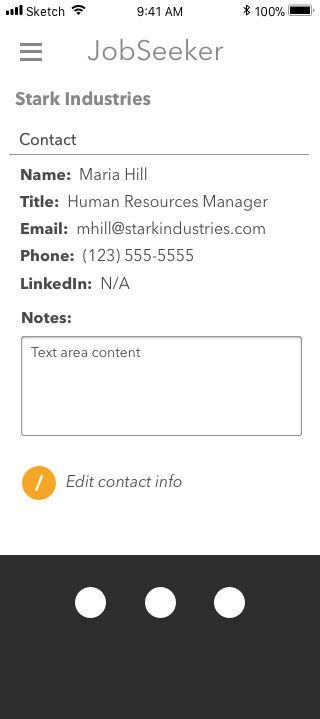 Sketch 9:41 AM 100%
JobSeeker
Stark Industries
Contact
Name: Maria Hill
Title: Human Resources Manager
Email: mhill@starkindustries.com
Phone: (123) 555-5555
LinkedIn: N/A
Notes:
Text area content
Edit contact info